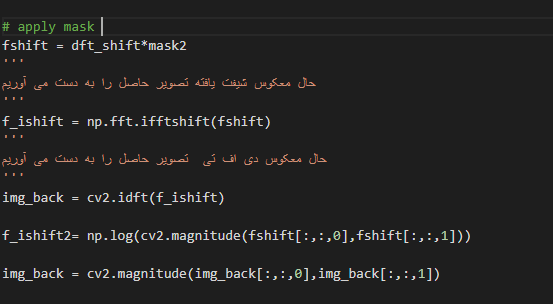 # apply mask
fshift = dft_shift*mask2
'''
حال معکوس شیفت یافته تصویر حاصل را به دست می آوریم
'''
f_ishift = np.fft.ifftshift(fshift)
'''
حال معکوس دی اف تی  تصویر حاصل را به دست می آوریم
'''
img_back = cv2.idft(f_ishift)
f_ishift2= np.log(cv2.magnitude(fshift[:,:,0],fshift[:,:,1]))
img_back = cv2.magnitude(img_back[:,:,0],img_back[:,:,1])